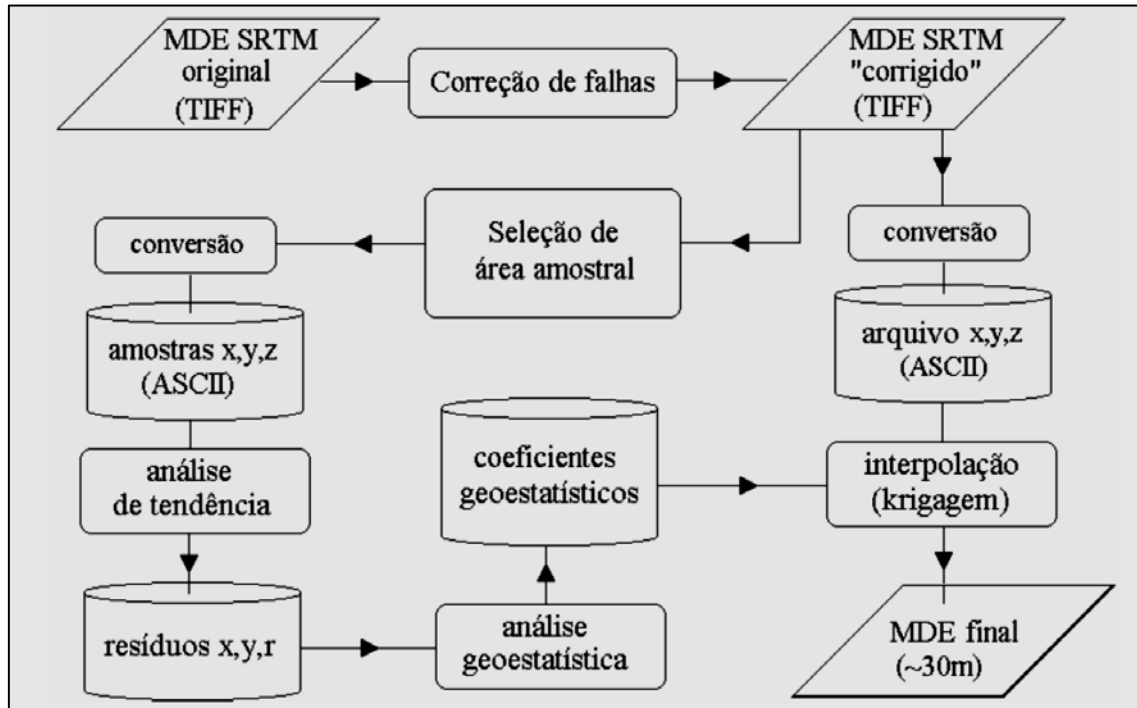 MDE SRTM
original
(TIFF)
Correção de falhas
MDE SRTM
"corrigido"
(TIFF)
conversão
Seleção de
área amostral
conversão
amostras x,y,z
(ASCII)
arquivo x,y,z
(ASCII)
análise
de tendência
coeficientes
geoestatísticos
interpolação
(krigagem)
resíduos x,y,r
análise
geoestatística
MDE final
(~30m)